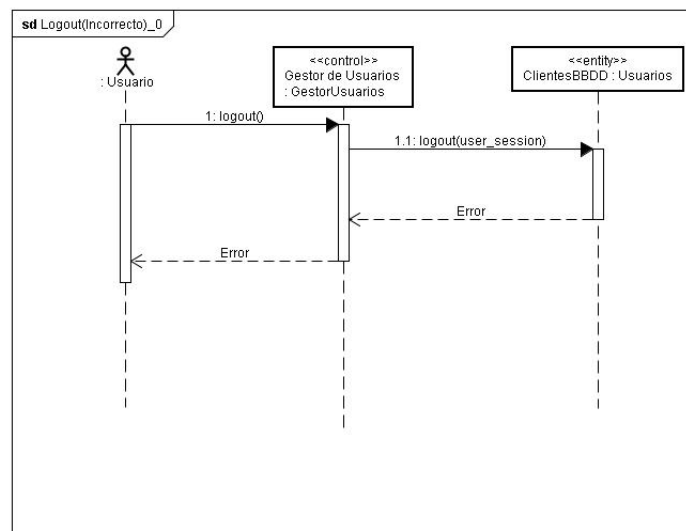 sd Logout(Incorrecto)_0
: Usuario
<<control>>
Gestor de Usuarios
: GestorUsuarios
<<entity>>
ClientesBBDD : Usuarios
1: logout()
1.1: logout(user_session)
Error
Error